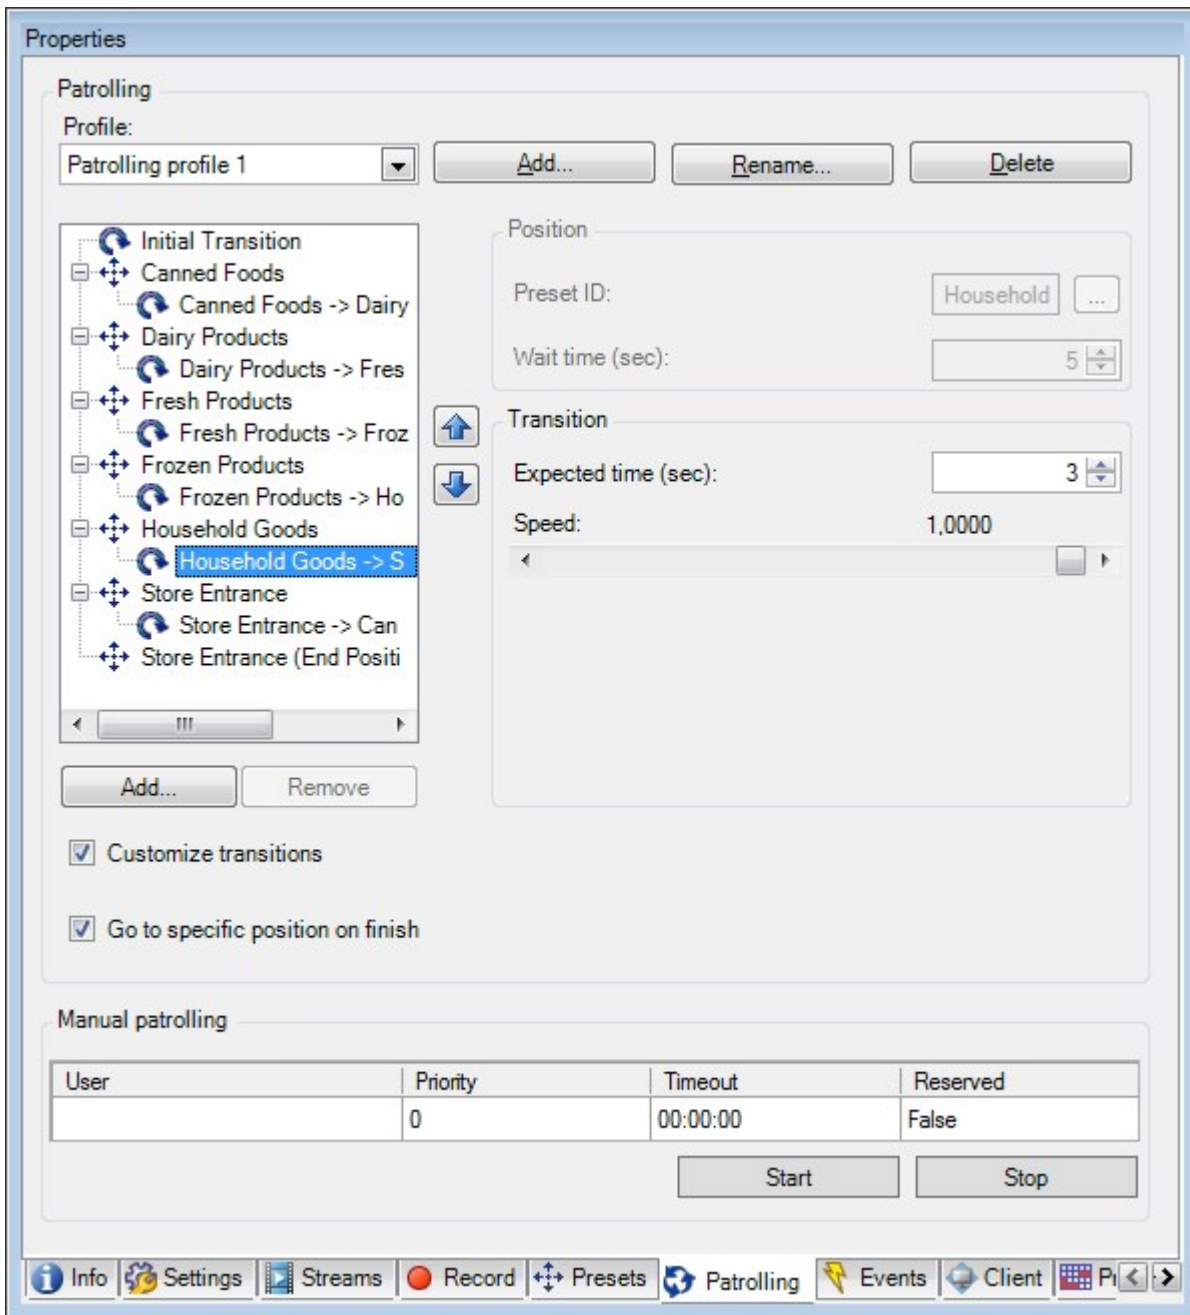 Properties
Patrolling
Profile:
Patrolling profile 1
Add...
Rename...
Delete
Initial Transition
Canned Foods
Canned Foods -> Dairy
Dairy Products
Dairy Products -> Fres
Fresh Products
Fresh Products -> Froz
Frozen Products
Frozen Products -> Ho
Household Goods
Household Goods -> S
Store Entrance
Store Entrance -> Can
Store Entrance (End Positi
Add...
Remove
Position
Preset ID:
Household
...
Wait time (sec):
5
Transition
Expected time (sec):
3
Speed:
1,0000
Customize transitions
Go to specific position on finish
Manual patrolling
User Priority Timeout Reserved
0 00:00:00 False
Start
Stop
Info Settings Streams Record Presets Patrolling Events Client